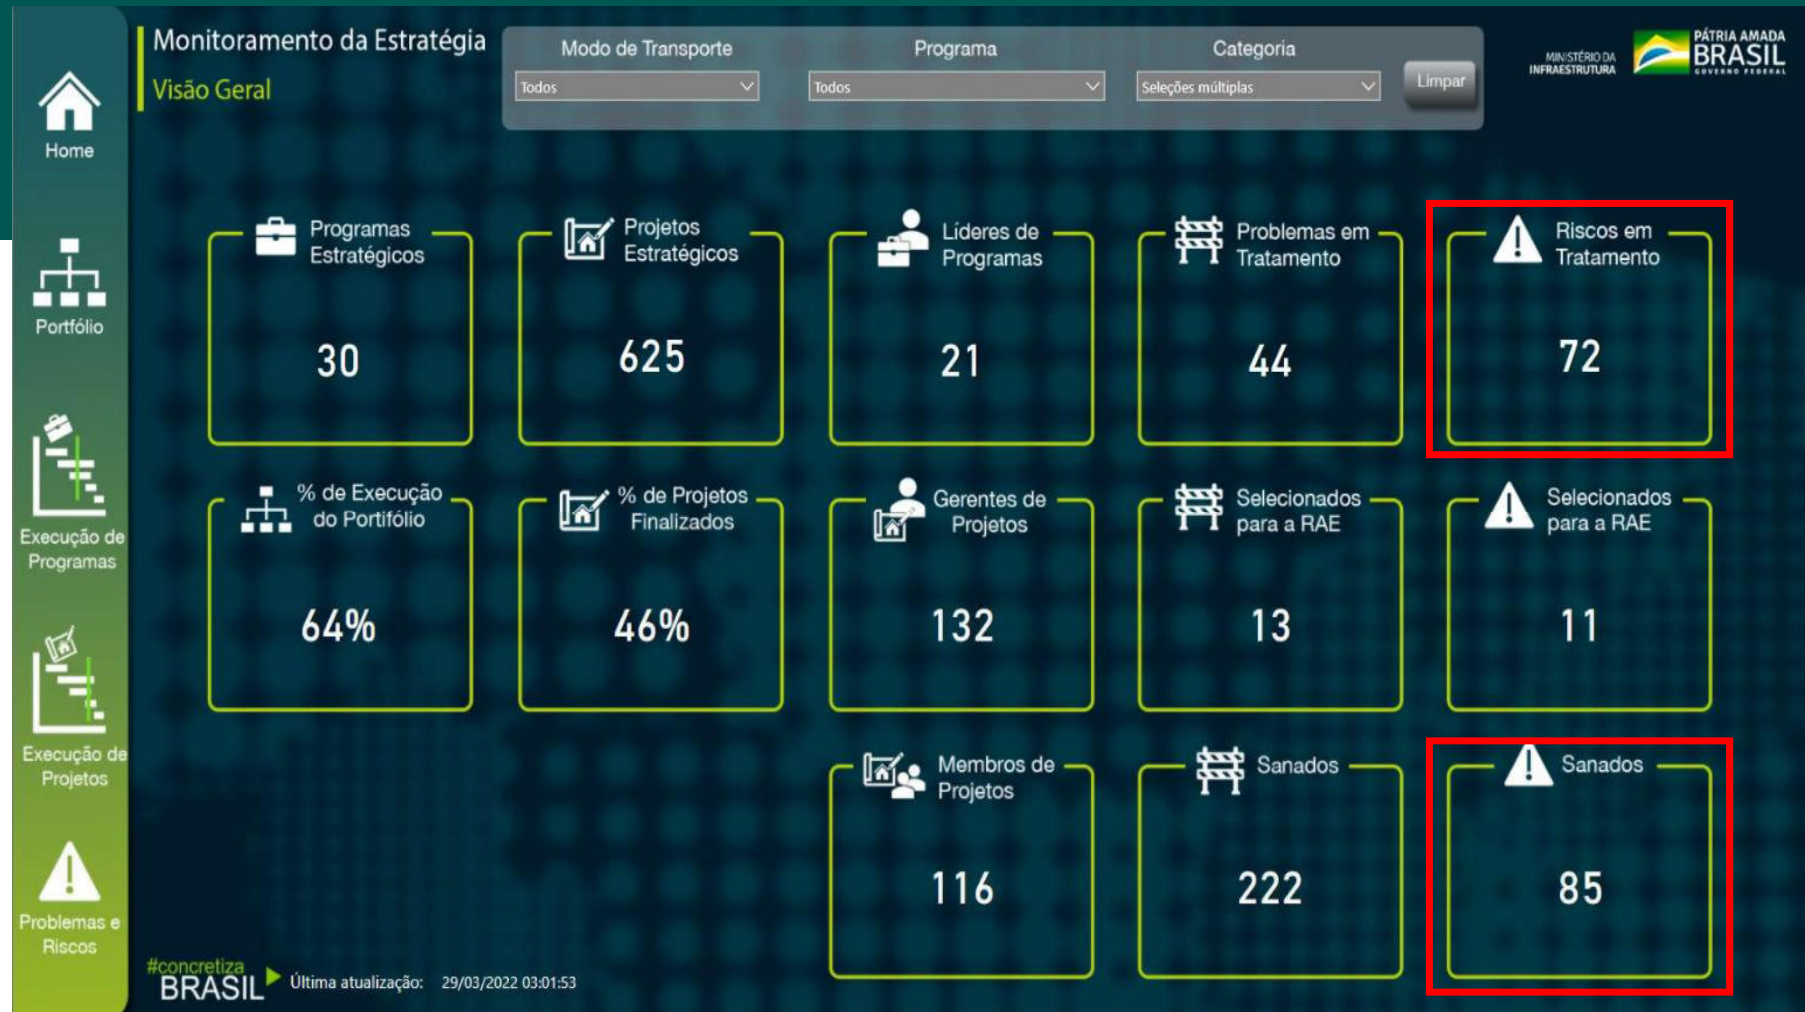 Monitoramento da Estratégia
Visão Geral
Modo de Transporte
Todos
Programa
Todos
Categoria
Seleções múltiplas
Limpar
MINISTÉRIO DA
INFRAESTRUTURA
PÁTRIA AMADA
BRASIL
GOVERNO FEDERAL
Home
Portfólio
Execução de
Programas
Execução de
Projetos
Problemas e
Riscos
Programas
Estratégicos
30
Projetos
Estratégicos
625
Líderes de
Programas
21
Problemas em
Tratamento
44
Riscos em
Tratamento
72
% de Execução
do Portifólio
64%
% de Projetos
Finalizados
46%
Gerentes de
Projetos
132
Selecionados
para a RAE
13
Selecionados
para a RAE
11
Membros de
Projetos
116
Sanados
222
Sanados
85
#concretiza
BRASIL
Última atualização: 29/03/2022 03:01:53